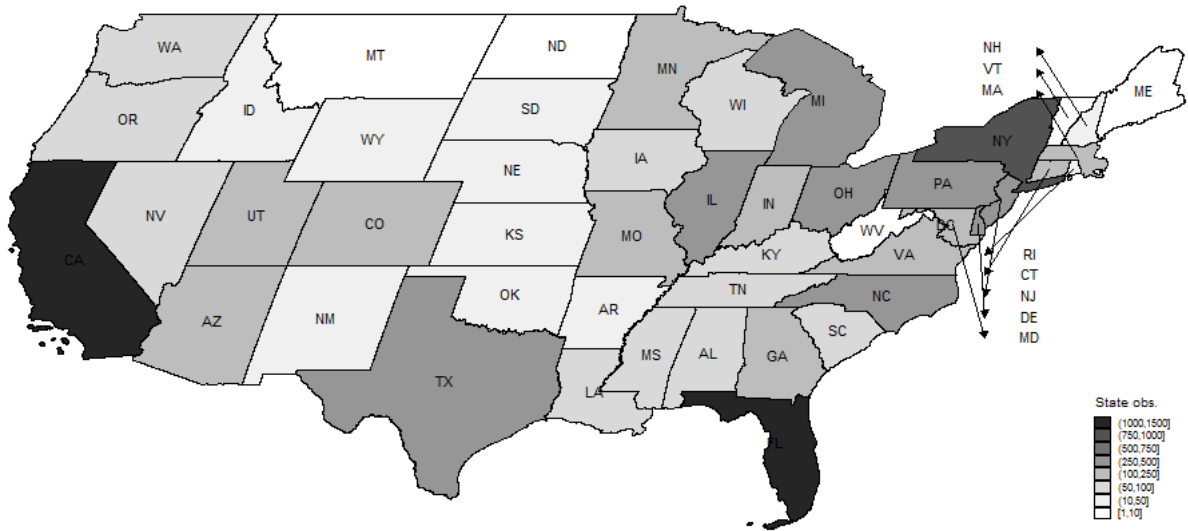 NH
VT
MA
WA
MT
ND
MN
ME
OR
ID
SD
WI
MI
NY
WY
IA
NE
PA
NV
UT
CO
IL
IN
OH
MO
KS
WV
DC
VA
KY
RI
CT
NJ
DE
MD
CA
AZ
NM
OK
AR
TN
NC
SC
TX
LA
MS
AL
GA
FL
State obs.
(1000,1500]
(750,1000]
(500,750]
(250,500]
(100,250]
(50,100]
(10,50]
[1,10]